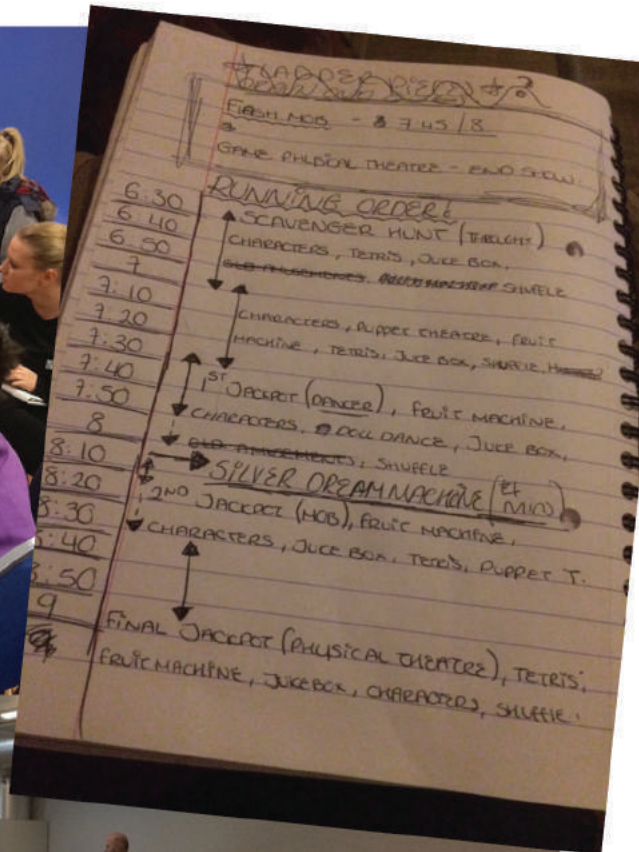 FLASH MOB - 7:45 / 8
GAME PHYSICAL THEATRE - END SHOW.
RUNNING ORDER!
6:30
6:40
6:50
7
7:10
7:20
7:30
7:40
7:50
8
8:10
8:20
8:30
8:40
8:50
9
SCAVENGER HUNT
CHARACTERS, TETRIS, JUKE BOX,
OLD AMUSEMENTS, SHUFFLE
CHARACTERS, PUPPET THEATRE, FRUIT
MACHINE, TETRIS, JUKE BOX, SHUFFLE,
1ST JACKPOT (DANCER), FRUIT MACHINE,
CHARACTERS, DOLL DANCE, JUKE BOX,
OLD AMUSEMENTS, SHUFFLE
SILVER DREAM MACHINE MIN)
2ND JACKPOT (MOB), FRUIT MACHINE,
CHARACTERS, JUKE BOX, TETRIS, PUPPET T.
FINAL JACKPOT (PHYSICAL THEATRE), TETRIS,
FRUIT MACHINE, JUKEBOX, CHARACTERS, SHUFFLE.